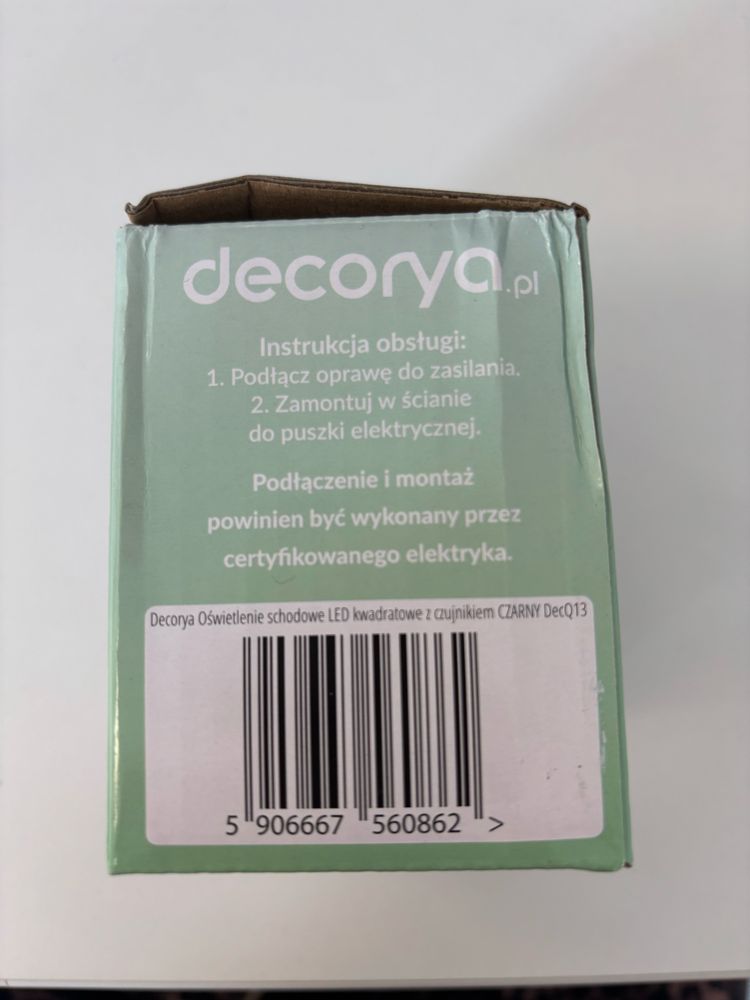 decorya.pl
Instrukcja obsługi:
1. Podłącz oprawę do zasilania.
2. Zamontuj w ścianie
do puszki elektrycznej.
Podłączenie i montaż
powinien być wykonany przez
certyfikowanego elektryka.
Decorya Oświetlenie schodowe LED kwadratowe z czujnikiem CZARNY DecQ13
5 906667 560862 >